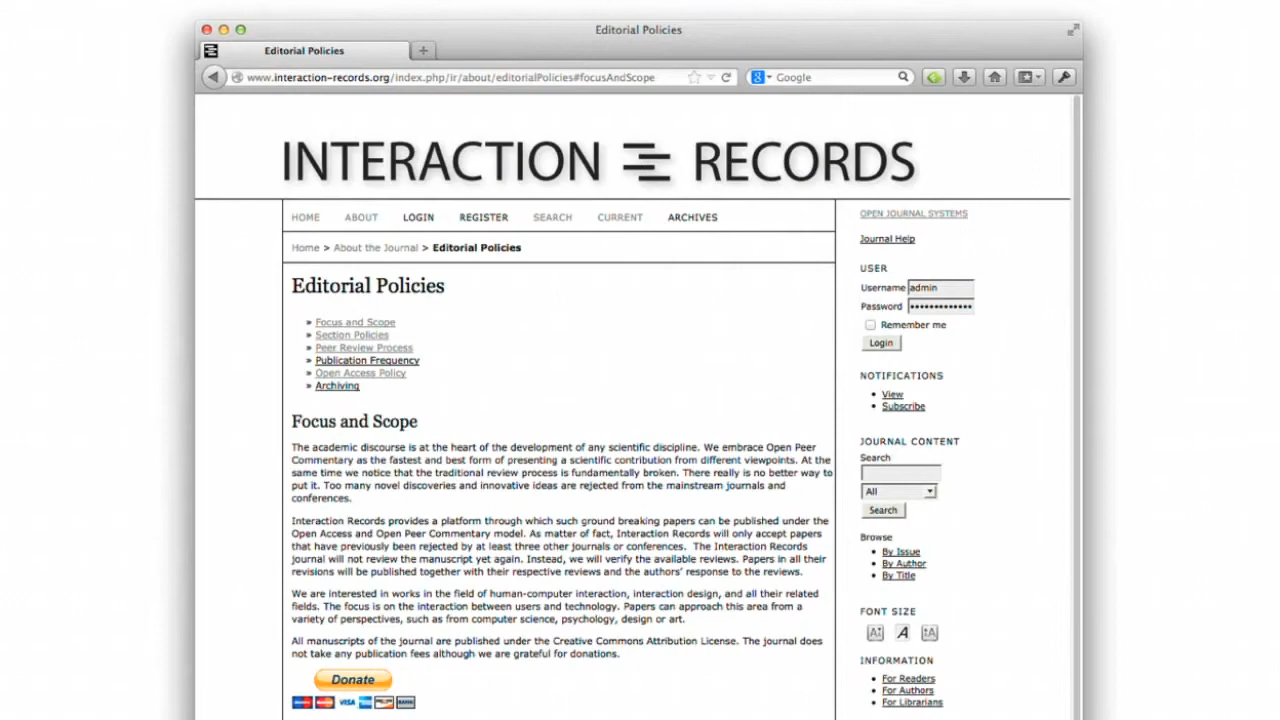 Editorial Policies
Editorial Policies
www.interaction-records.org/index.php/ir/about/editorialPolicies#focusAndScope
Google
INTERACTION RECORDS
HOME ABOUT LOGIN REGISTER SEARCH CURRENT ARCHIVES
Home > About the Journal > Editorial Policies
Editorial Policies
» Focus and Scope
» Section Policies
» Peer Review Process
» Publication Frequency
» Open Access Policy
» Archiving
Focus and Scope
The academic discourse is at the heart of the development of any scientific discipline. We embrace Open Peer
Commentary as the fastest and best form of presenting a scientific contribution from different viewpoints. At the
same time we notice that the traditional review process is fundamentally broken. There really is no better way to
put it. Too many novel discoveries and innovative ideas are rejected from the mainstream journals and
conferences.
Interaction Records provides a platform through which such ground breaking papers can be published under the
Open Access and Open Peer Commentary model. As matter of fact, Interaction Records will only accept papers
that have previously been rejected by at least three other journals or conferences. The Interaction Records
journal will not review the manuscript yet again. Instead, we will verify the available reviews. Papers in all their
revisions will be published together with their respective reviews and the authors' response to the reviews.
We are interested in works in the field of human-computer interaction, interaction design, and all their related
fields. The focus is on the interaction between users and technology. Papers can approach this area from a
variety of perspectives, such as from computer science, psychology, design or art.
All manuscripts of the journal are published under the Creative Commons Attribution License. The journal does
not take any publication fees although we are grateful for donations.
Donate
VISA
OPEN JOURNAL SYSTEMS
Journal Help
USER
Username admin
Password •••••••••••••
Remember me
Login
NOTIFICATIONS
• View
• Subscribe
JOURNAL CONTENT
Search
All
Search
Browse
• By Issue
• By Author
• By Title
FONT SIZE
A A A
INFORMATION
• For Readers
• For Authors
• For Librarians